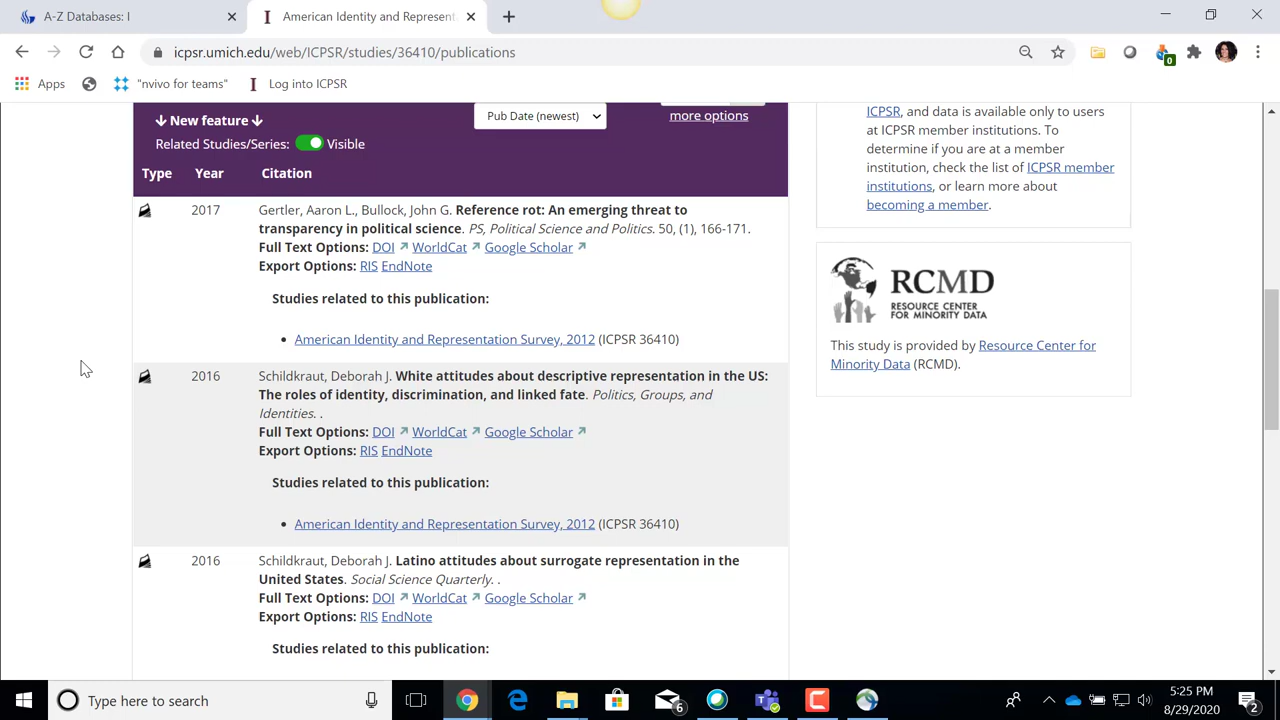 A-Z Databases: I
American Identity and Represent
icpsr.umich.edu/web/ICPSR/studies/36410/publications
0
Apps
"nvivo for teams"
Log into ICPSR
↓ New feature ↓
Pub Date (newest)
more options
Related Studies/Series:
Visible
Type
Year
Citation
2017
Gertler, Aaron L., Bullock, John G. Reference rot: An emerging threat to
transparency in political science. PS, Political Science and Politics. 50, (1), 166-171.
Full Text Options: DOI WorldCat Google Scholar
Export Options: RIS EndNote
Studies related to this publication:
• American Identity and Representation Survey, 2012 (ICPSR 36410)
2016
Schildkraut, Deborah J. White attitudes about descriptive representation in the US:
The roles of identity, discrimination, and linked fate. Politics, Groups, and
Identities. .
Full Text Options: DOI WorldCat Google Scholar
Export Options: RIS EndNote
Studies related to this publication:
• American Identity and Representation Survey, 2012 (ICPSR 36410)
2016
Schildkraut, Deborah J. Latino attitudes about surrogate representation in the
United States. Social Science Quarterly. .
Full Text Options: DOI WorldCat Google Scholar
Export Options: RIS EndNote
Studies related to this publication:
ICPSR, and data is available only to users
at ICPSR member institutions. To
determine if you are at a member
institution, check the list of ICPSR member
institutions, or learn more about
becoming a member.
RCMD
RESOURCE CENTER
FOR MINORITY DATA
This study is provided by Resource Center for
Minority Data (RCMD).
Type here to search
6
5:25 PM
8/29/2020
2